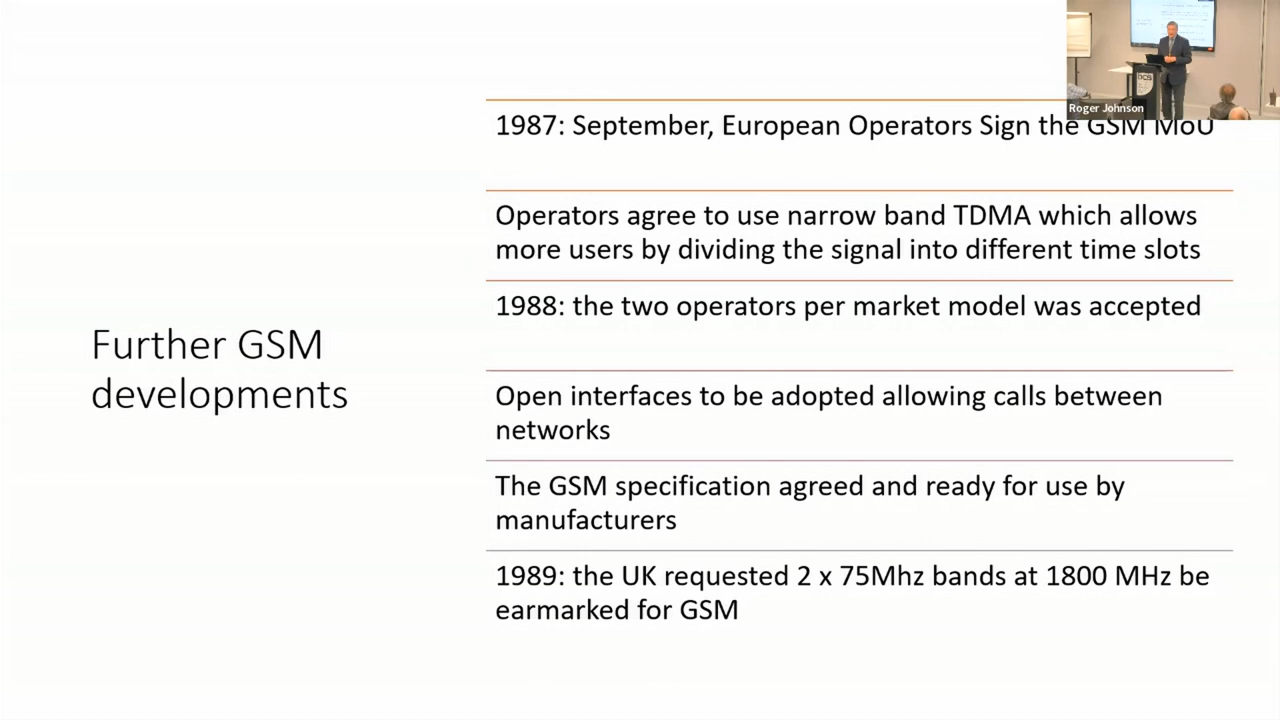 Roger Johnson
bcs
1987: September, European Operators Sign the GSM MoU
Operators agree to use narrow band TDMA which allows
more users by dividing the signal into different time slots
1988: the two operators per market model was accepted
Further GSM
developments
Open interfaces to be adopted allowing calls between
networks
The GSM specification agreed and ready for use by
manufacturers
1989: the UK requested 2 x 75Mhz bands at 1800 MHz be
earmarked for GSM